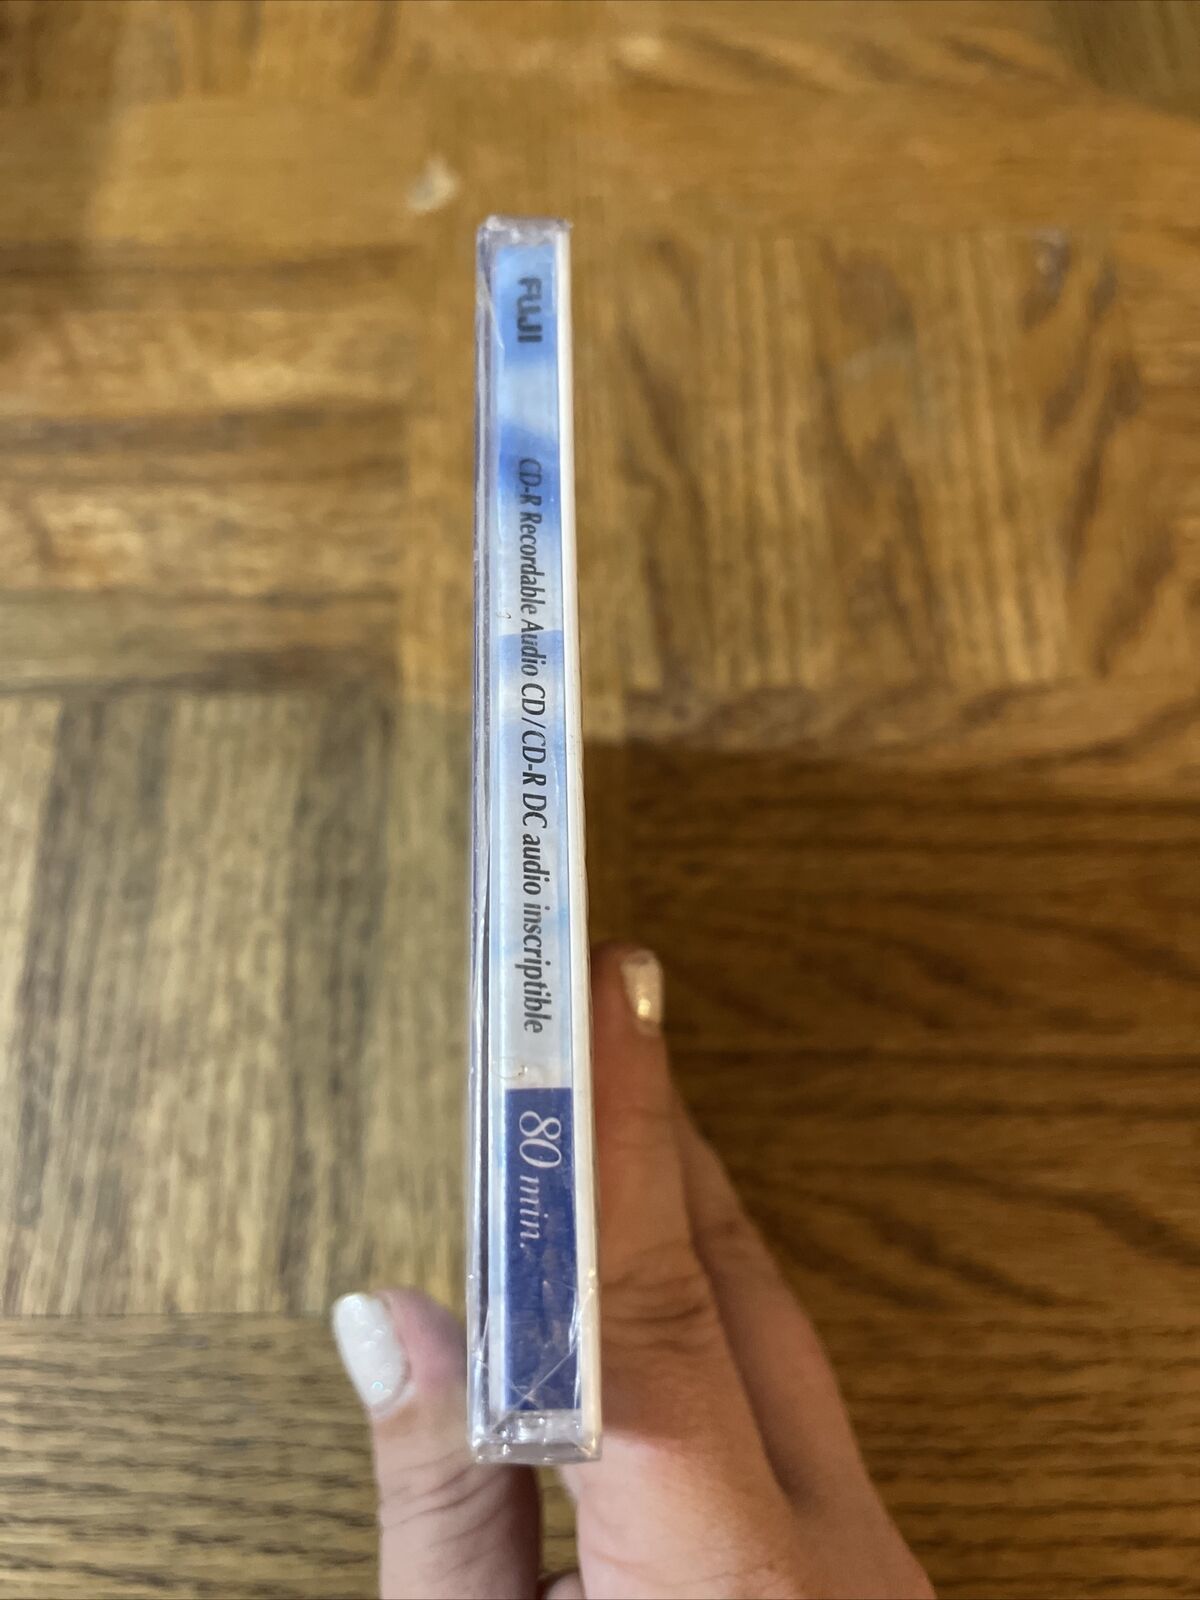 FUJI
CD-R Recordable Audio CD/CD-R DC audio inscriptible
80 min.